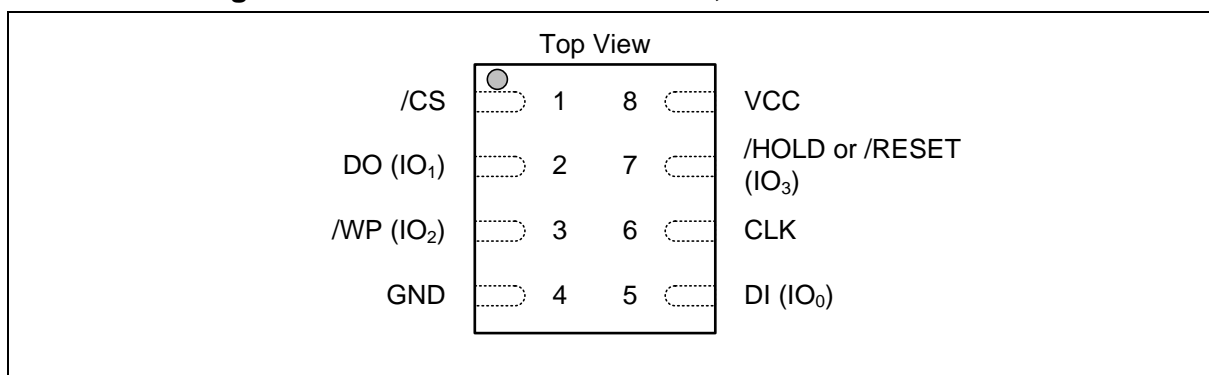 Top View
/CS 1 8 VCC
DO (IO₁) 2 7 /HOLD or /RESET
(IO₃)
/WP (IO₂) 3 6 CLK
GND 4 5 DI (IO₀)